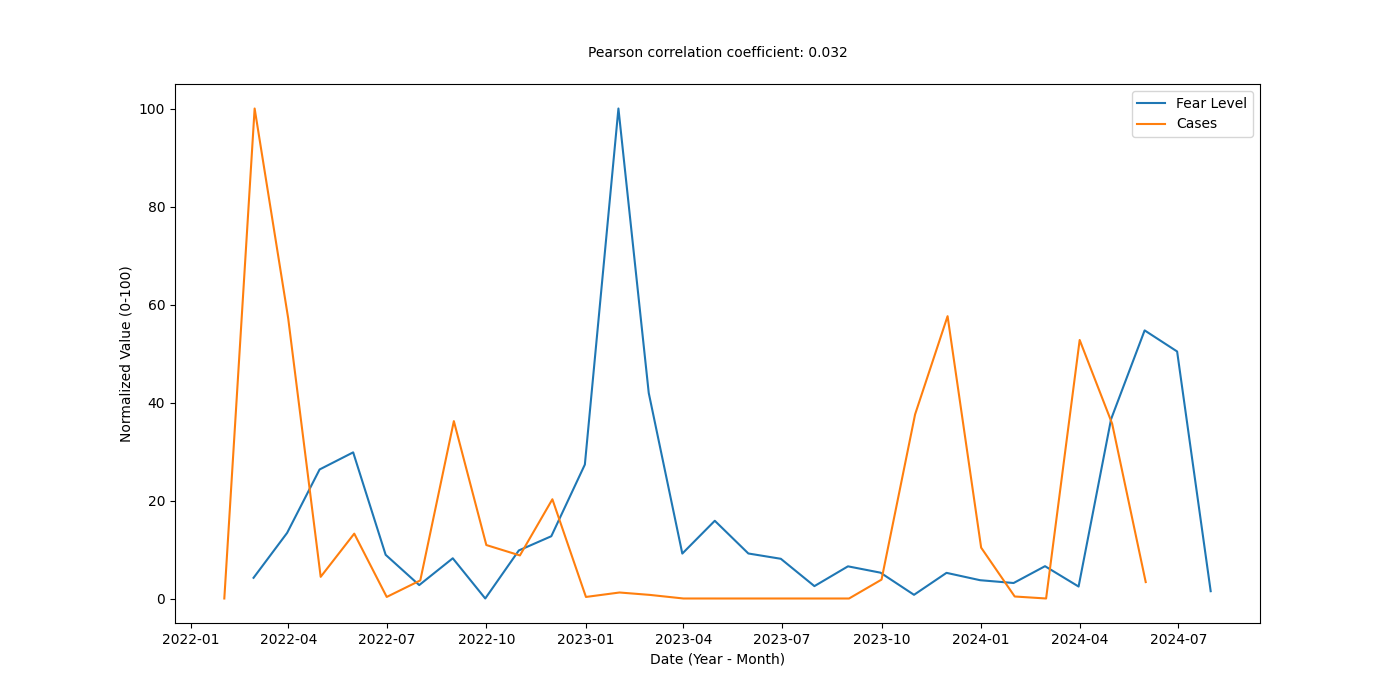 Pearson correlation coefficient: 0.032
Fear Level
Cases
Normalized Value (0-100)
100
80
60
40
20
0
2022-01 2022-04 2022-07 2022-10 2023-01 2023-04 2023-07 2023-10 2024-01 2024-04 2024-07
Date (Year - Month)